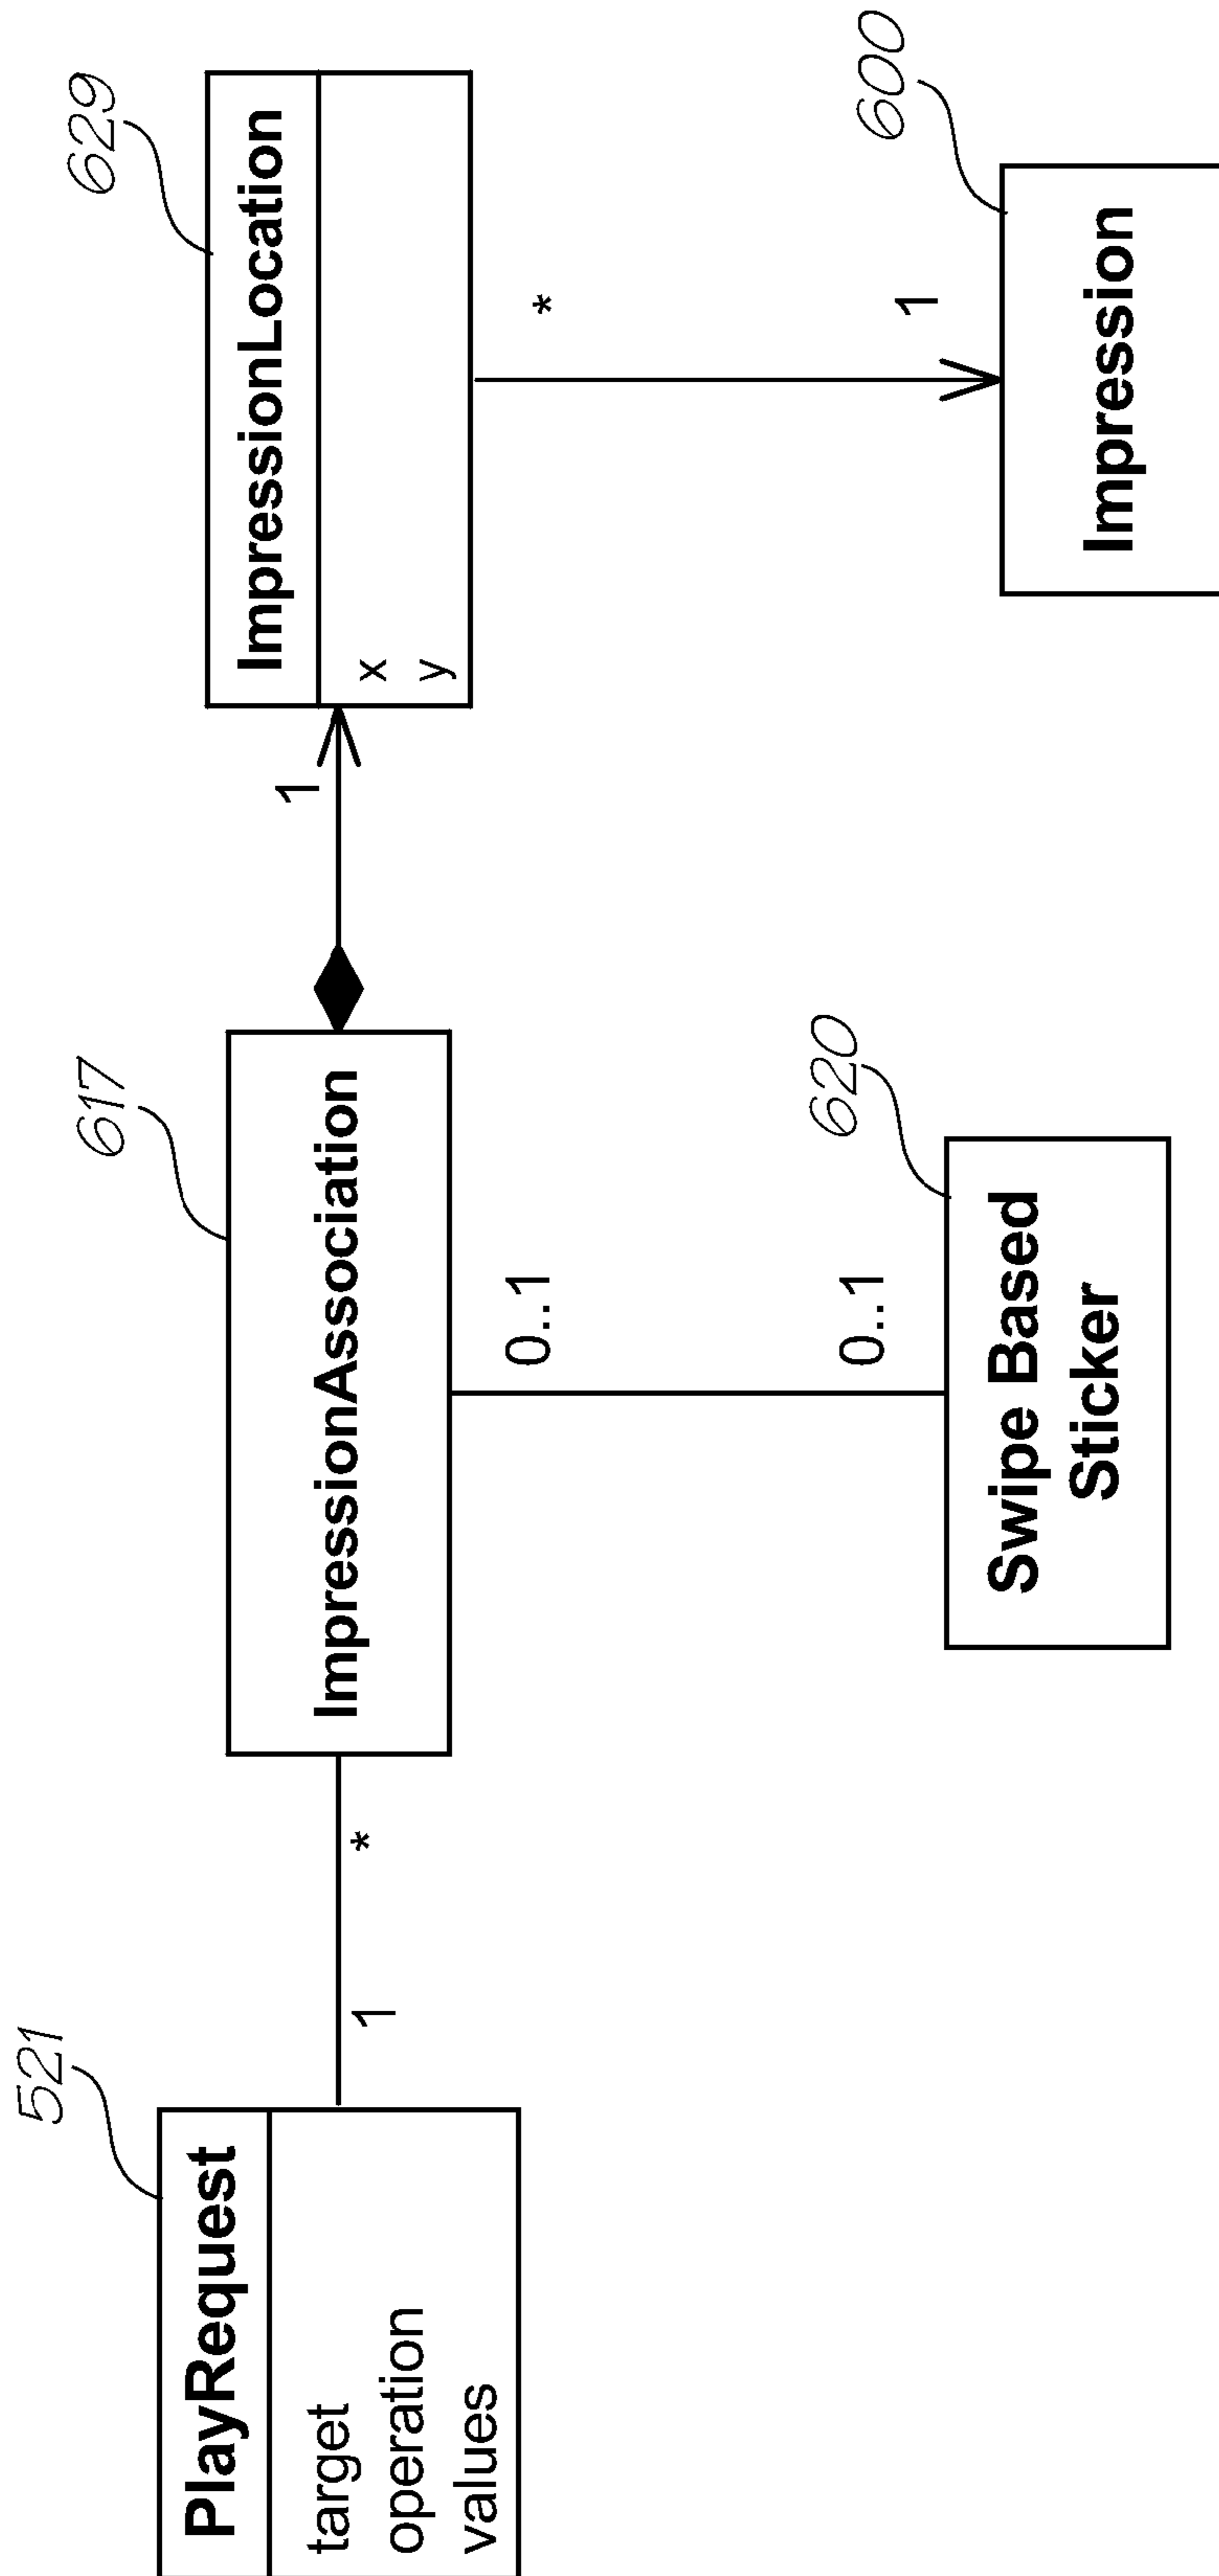 521
PlayRequest
target
operation
values
1
*
617
ImpressionAssociation
1
629
ImpressionLocation
x
y
0..1
0..1
620
Swipe Based
Sticker
*
1
600
Impression